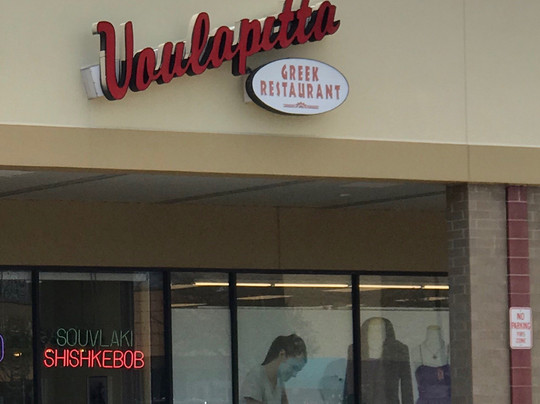 Voulapitta
GREEK
RESTAURANT
SOUVLAKI
SHISHKEBOB
NO
PARKING